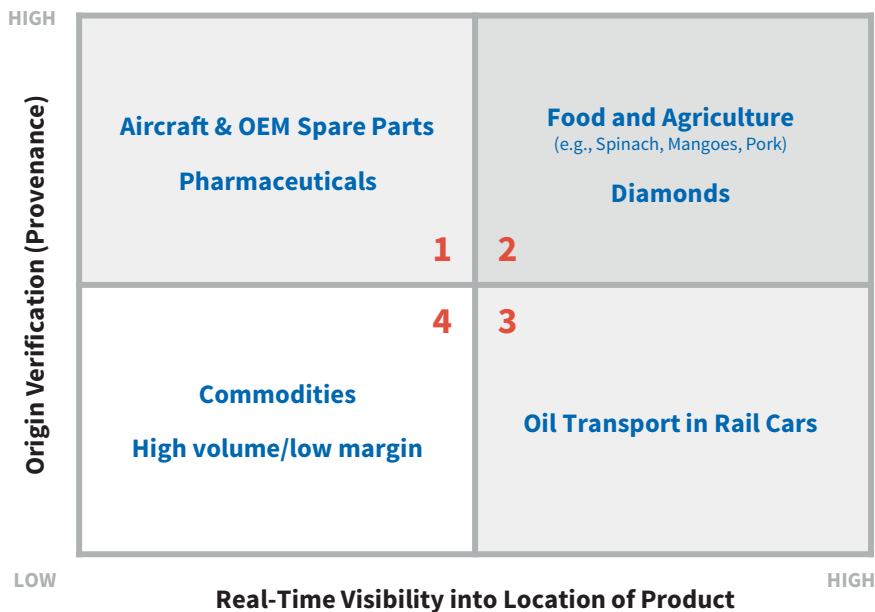 HIGH
Origin Verification (Provenance)
Aircraft & OEM Spare Parts
Pharmaceuticals
1
Food and Agriculture
(e.g., Spinach, Mangoes, Pork)
Diamonds
2
4
Commodities
High volume/low margin
3
Oil Transport in Rail Cars
LOW
HIGH
Real-Time Visibility into Location of Product